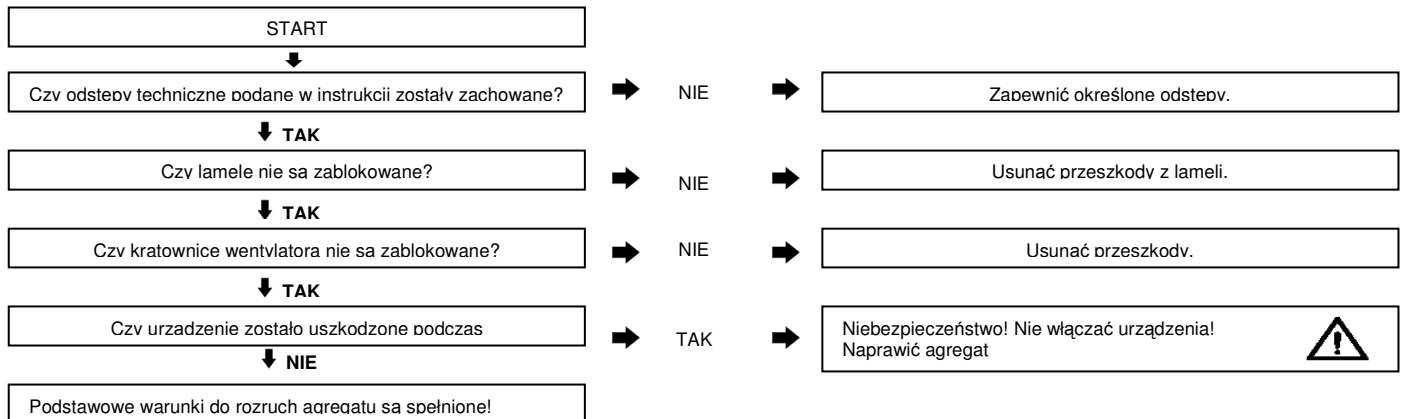 START
Czy odstępy techniczne podane w instrukcji zostały zachowane?
NIE
Zapewnić określone odstępy.
TAK
Czy lamele nie są zablokowane?
NIE
Usunąć przeszkody z lameli.
TAK
Czy kratownice wentylatora nie są zablokowane?
NIE
Usunąć przeszkody.
TAK
Czy urządzenie zostało uszkodzone podczas
TAK
Niebezpieczeństwo! Nie włączać urządzenia!
Naprawić agregat
NIE
Podstawowe warunki do rozruch agregatu są spełnione!